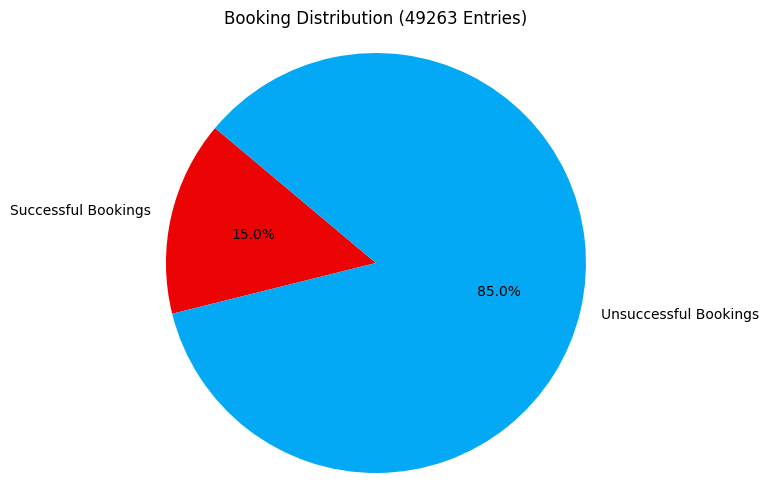 Booking Distribution (49263 Entries)
Successful Bookings
15.0%
85.0%
Unsuccessful Bookings